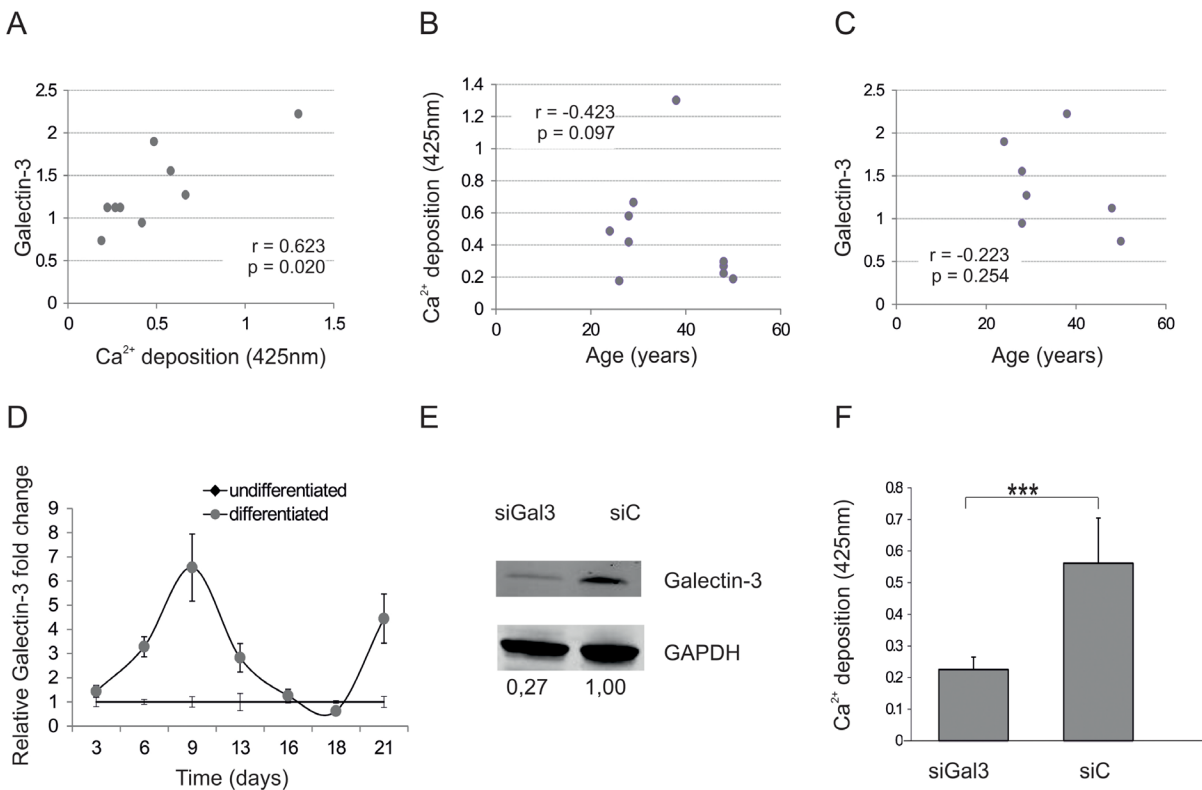 A
2.5
2
1.5
1
0.5
0
0
0.5
1
1.5
Galectin-3
r = 0.623
p = 0.020
Ca2+ deposition (425nm)
B
1.4
1.2
1
0.8
0.6
0.4
0.2
0
0
20
40
60
Ca2+ deposition (425nm)
r = -0.423
p = 0.097
Age (years)
C
2.5
2
1.5
1
0.5
0
0
20
40
60
Galectin-3
r = -0.223
p = 0.254
Age (years)
D
Relative Galectin-3 fold change
undifferentiated
differentiated
9
8
7
6
5
4
3
2
1
0
3
6
9
13
16
18
21
Time (days)
E
siGal3 siC
Galectin-3
GAPDH
0,27 1,00
F
Ca2+ deposition (425nm)
0.8
0.7
0.6
0.5
0.4
0.3
0.2
0.1
0
***
siGal3 siC